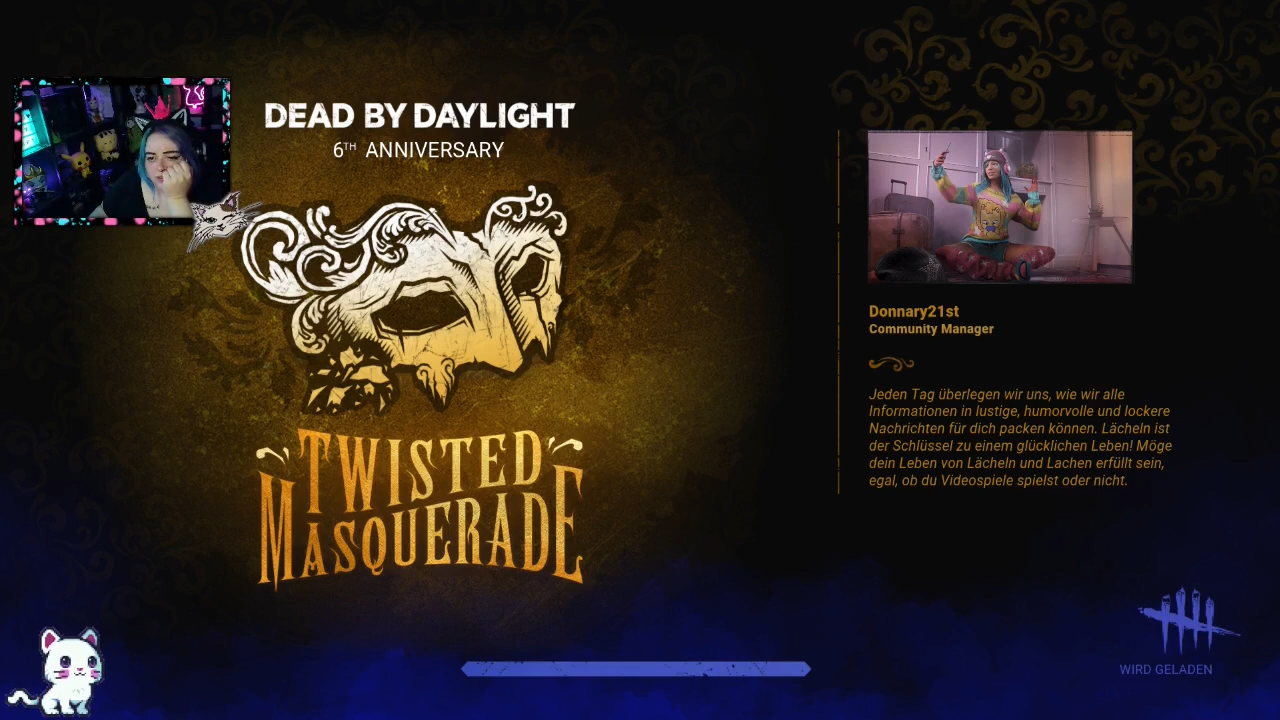 DEAD BY DAYLIGHT
6TH ANNIVERSARY
TWISTED
MASQUERADE
Donnary21st
Community Manager
Jeden Tag überlegen wir uns, wie wir alle
Informationen in lustige, humorvolle und lockere
Nachrichten für dich packen können. Lächeln ist
der Schlüssel zu einem glücklichen Leben! Möge
dein Leben von Lächeln und Lachen erfüllt sein,
egal, ob du Videospiele spielst oder nicht.
WIRD GELADEN